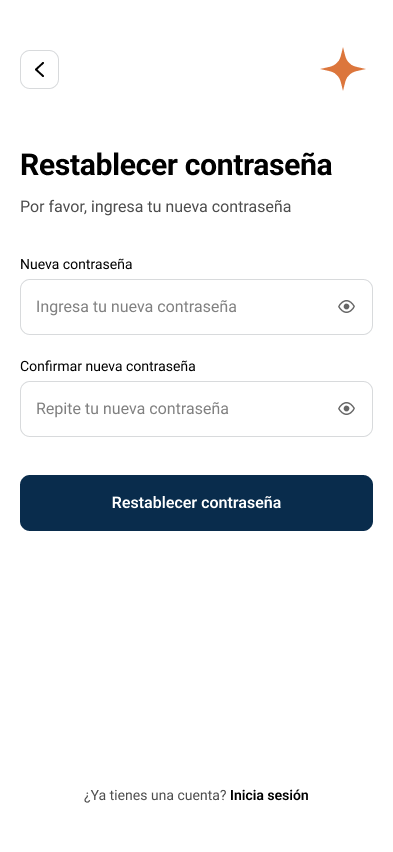 Restablecer contraseña
Por favor, ingresa tu nueva contraseña
Nueva contraseña
Ingresa tu nueva contraseña
Confirmar nueva contraseña
Repite tu nueva contraseña
Restablecer contraseña
¿Ya tienes una cuenta? Inicia sesión